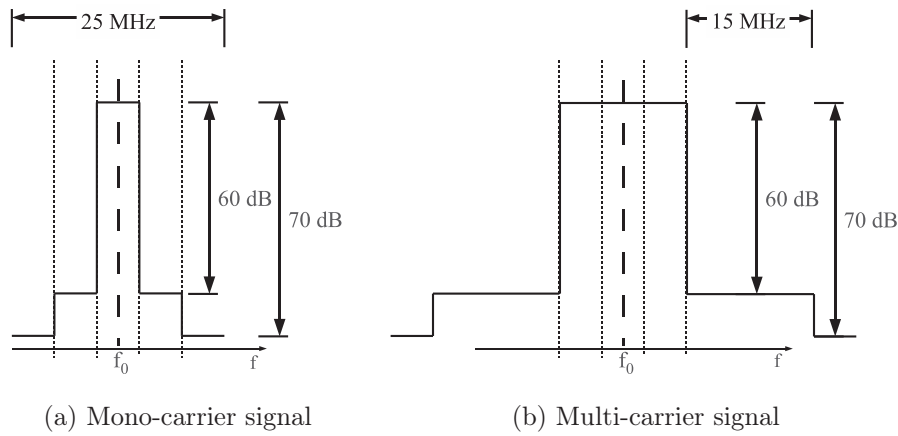 25 MHz
15 MHz
60 dB
70 dB
60 dB
70 dB
f0
f
f0
f
(a) Mono-carrier signal
(b) Multi-carrier signal